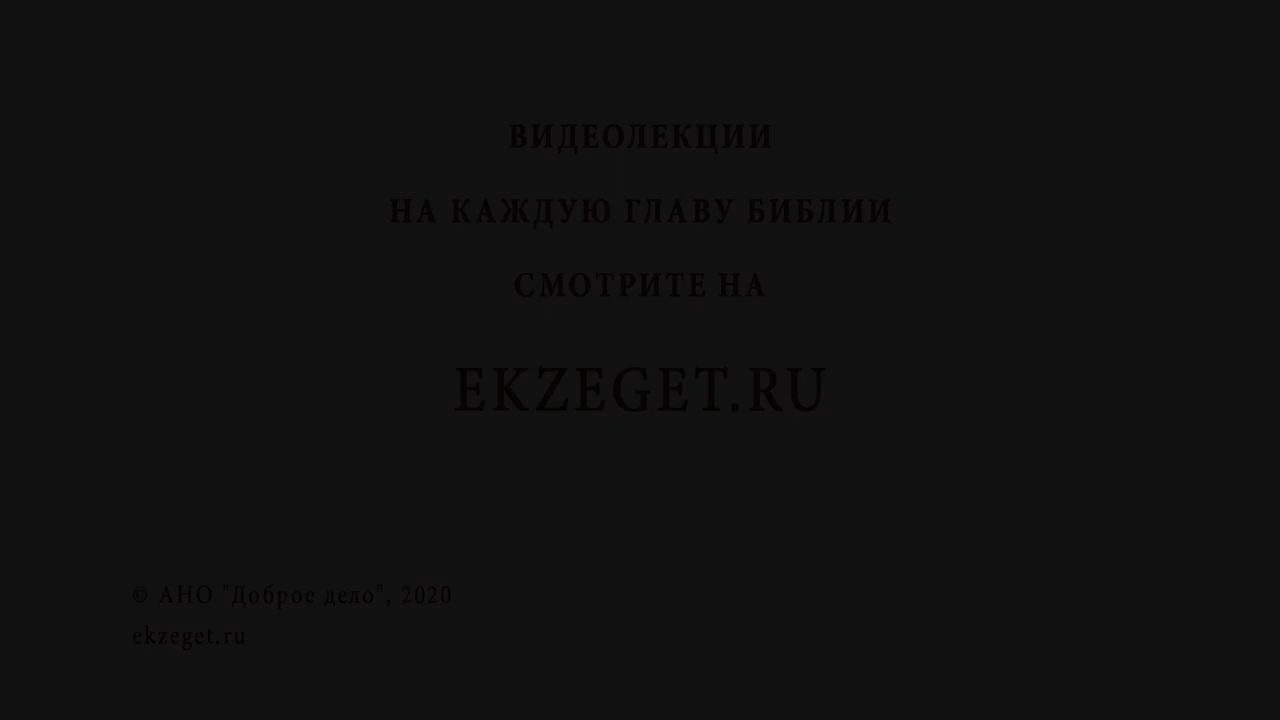 ВИДЕОЛЕКЦИИ
НА КАЖДУЮ ГЛАВУ БИБЛИИ
СМОТРИТЕ НА
EKZEGET.RU
© АНО "Доброе дело", 2020
ekzeget.ru